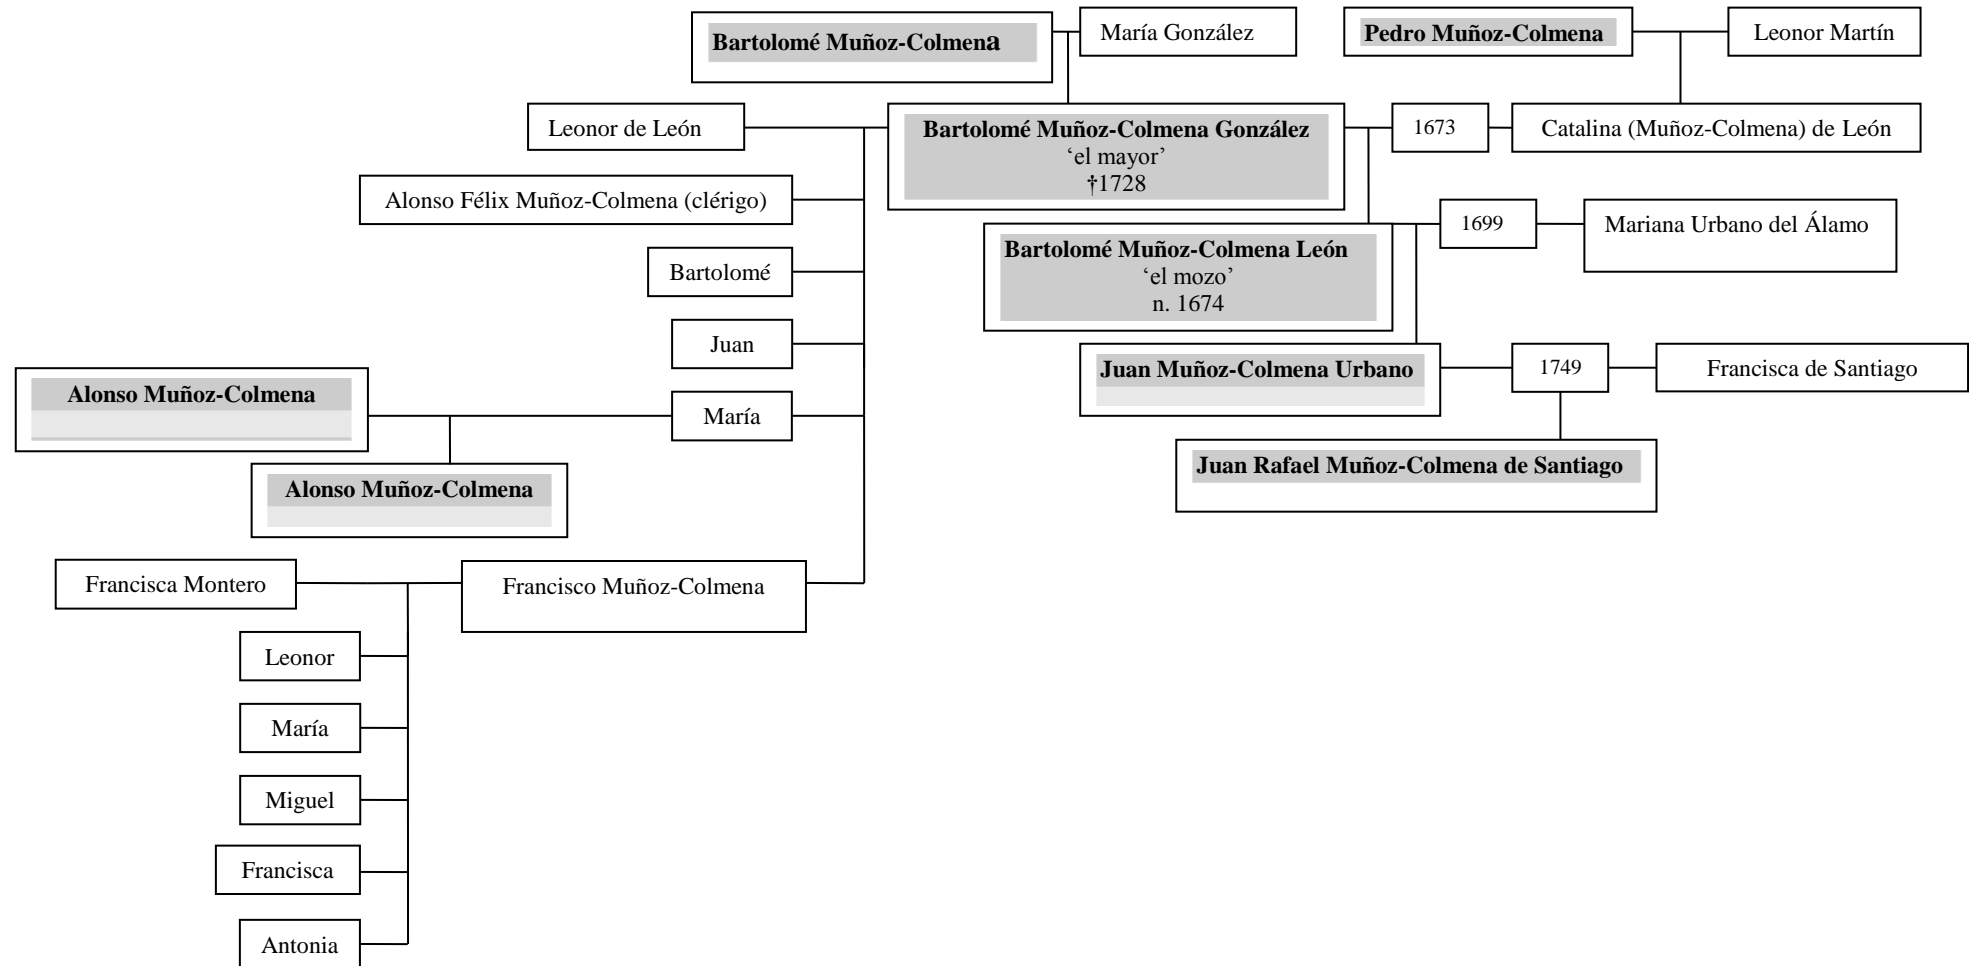 Bartolomé Muñoz-Colmena
María González
Pedro Muñoz-Colmena
Leonor Martín
Leonor de León
Bartolomé Muñoz-Colmena González
‘el mayor’
†1728
1673
Catalina (Muñoz-Colmena) de León
Alonso Félix Muñoz-Colmena (clérigo)
Bartolomé Muñoz-Colmena León
‘el mozo’
n. 1674
1699
Mariana Urbano del Álamo
Bartolomé
Juan
Juan Muñoz-Colmena Urbano
1749
Francisca de Santiago
Alonso Muñoz-Colmena
María
Juan Rafael Muñoz-Colmena de Santiago
Alonso Muñoz-Colmena
Francisca Montero
Francisco Muñoz-Colmena
Leonor
María
Miguel
Francisca
Antonia